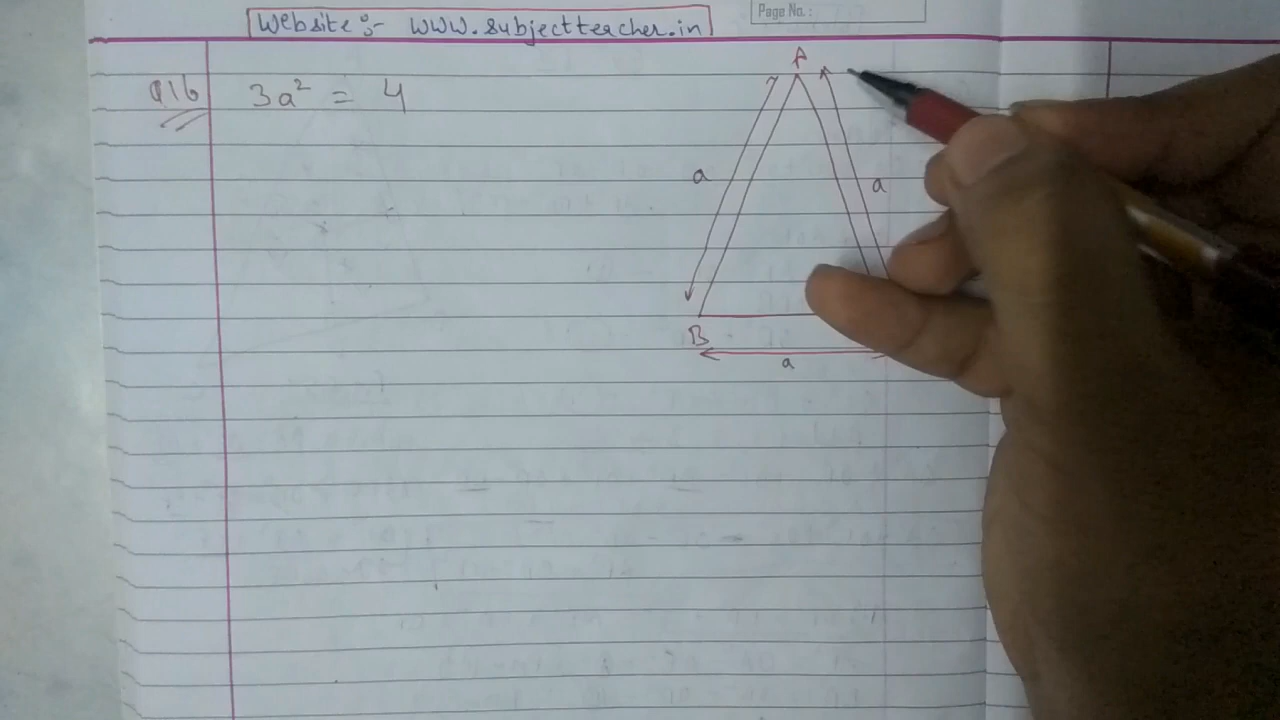 Website :- www.subjectteacher.in
Page No. :
Q16 3a² = 4
A
a
a
B
a